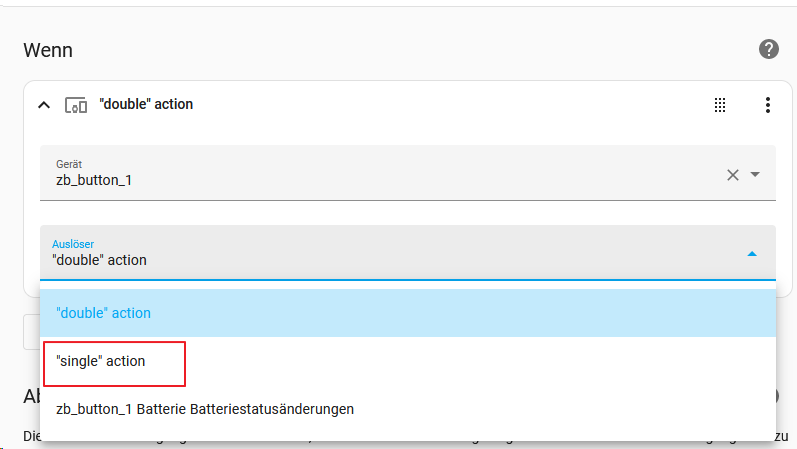 Wenn
"double" action
Gerät
zb_button_1
Auslöser
"double" action
"double" action
"single" action
zb_button_1 Batterie Batteriestatusänderungen